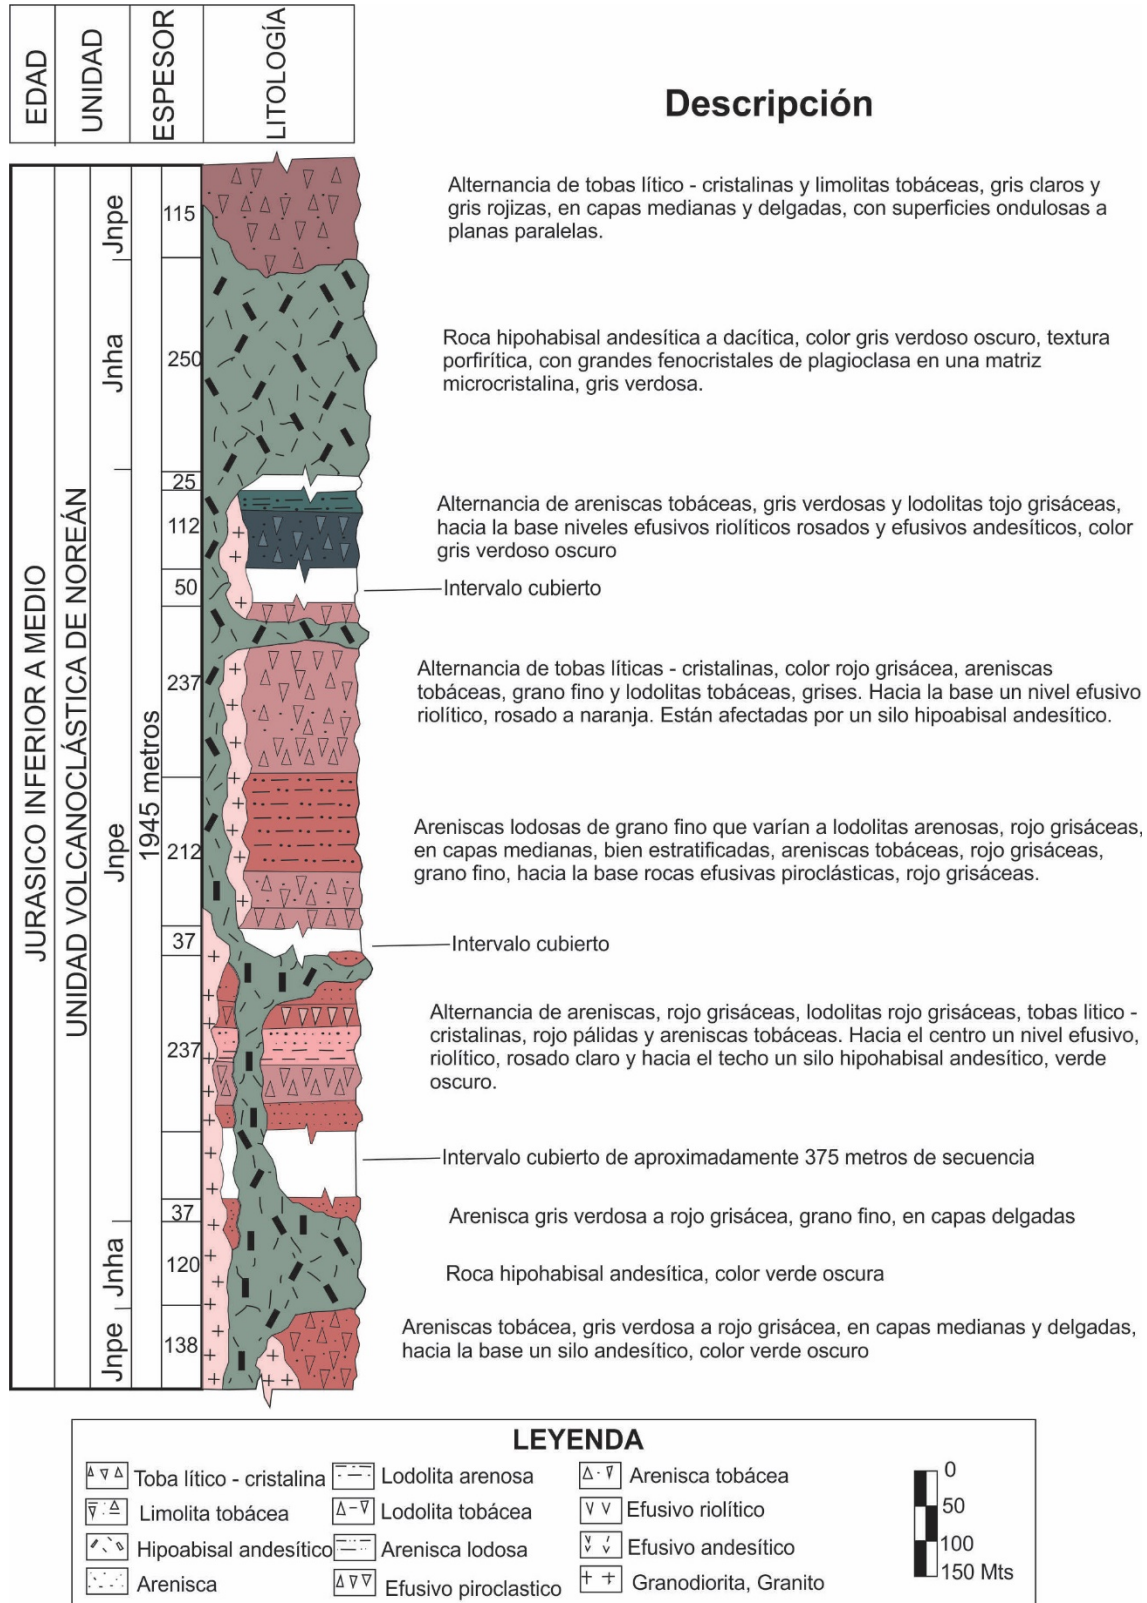 EDAD
UNIDAD
ESPESOR
LITOLOGÍA
Descripción
JURASICO INFERIOR A MEDIO
UNIDAD VOLCANOCLÁSTICA DE NOREÁN
1945 metros
Jnpe
115
Alternancia de tobas lítico - cristalinas y limolitas tobáceas, gris claros y
gris rojizas, en capas medianas y delgadas, con superficies ondulosas a
planas paralelas.
Jnha
250
Roca hipohabisal andesítica a dacítica, color gris verdoso oscuro, textura
porfirítica, con grandes fenocristales de plagioclasa en una matriz
microcristalina, gris verdosa.
Jnpe
25
112
Alternancia de areniscas tobáceas, gris verdosas y lodolitas tojo grisáceas,
hacia la base niveles efusivos riolíticos rosados y efusivos andesíticos, color
gris verdoso oscuro
50
Intervalo cubierto
237
Alternancia de tobas líticas - cristalinas, color rojo grisácea, areniscas
tobáceas, grano fino y lodolitas tobáceas, grises. Hacia la base un nivel efusivo
riolítico, rosado a naranja. Están afectadas por un silo hipoabisal andesítico.
212
Areniscas lodosas de grano fino que varían a lodolitas arenosas, rojo grisáceas,
en capas medianas, bien estratificadas, areniscas tobáceas, rojo grisáceas,
grano fino, hacia la base rocas efusivas piroclásticas, rojo grisáceas.
37
Intervalo cubierto
237
Alternancia de areniscas, rojo grisáceas, lodolitas rojo grisáceas, tobas litico -
cristalinas, rojo pálidas y areniscas tobáceas. Hacia el centro un nivel efusivo,
riolítico, rosado claro y hacia el techo un silo hipohabisal andesítico, verde
oscuro.
Intervalo cubierto de aproximadamente 375 metros de secuencia
37
Arenisca gris verdosa a rojo grisácea, grano fino, en capas delgadas
Jnha
120
Roca hipohabisal andesítica, color verde oscura
Jnpe
138
Areniscas tobácea, gris verdosa a rojo grisácea, en capas medianas y delgadas,
hacia la base un silo andesítico, color verde oscuro
LEYENDA
Toba lítico - cristalina
Limolita tobácea
Hipoabisal andesítico
Arenisca
Lodolita arenosa
Lodolita tobácea
Arenisca lodosa
Efusivo piroclastico
Arenisca tobácea
Efusivo riolítico
Efusivo andesítico
Granodiorita, Granito
0
50
100
150 Mts